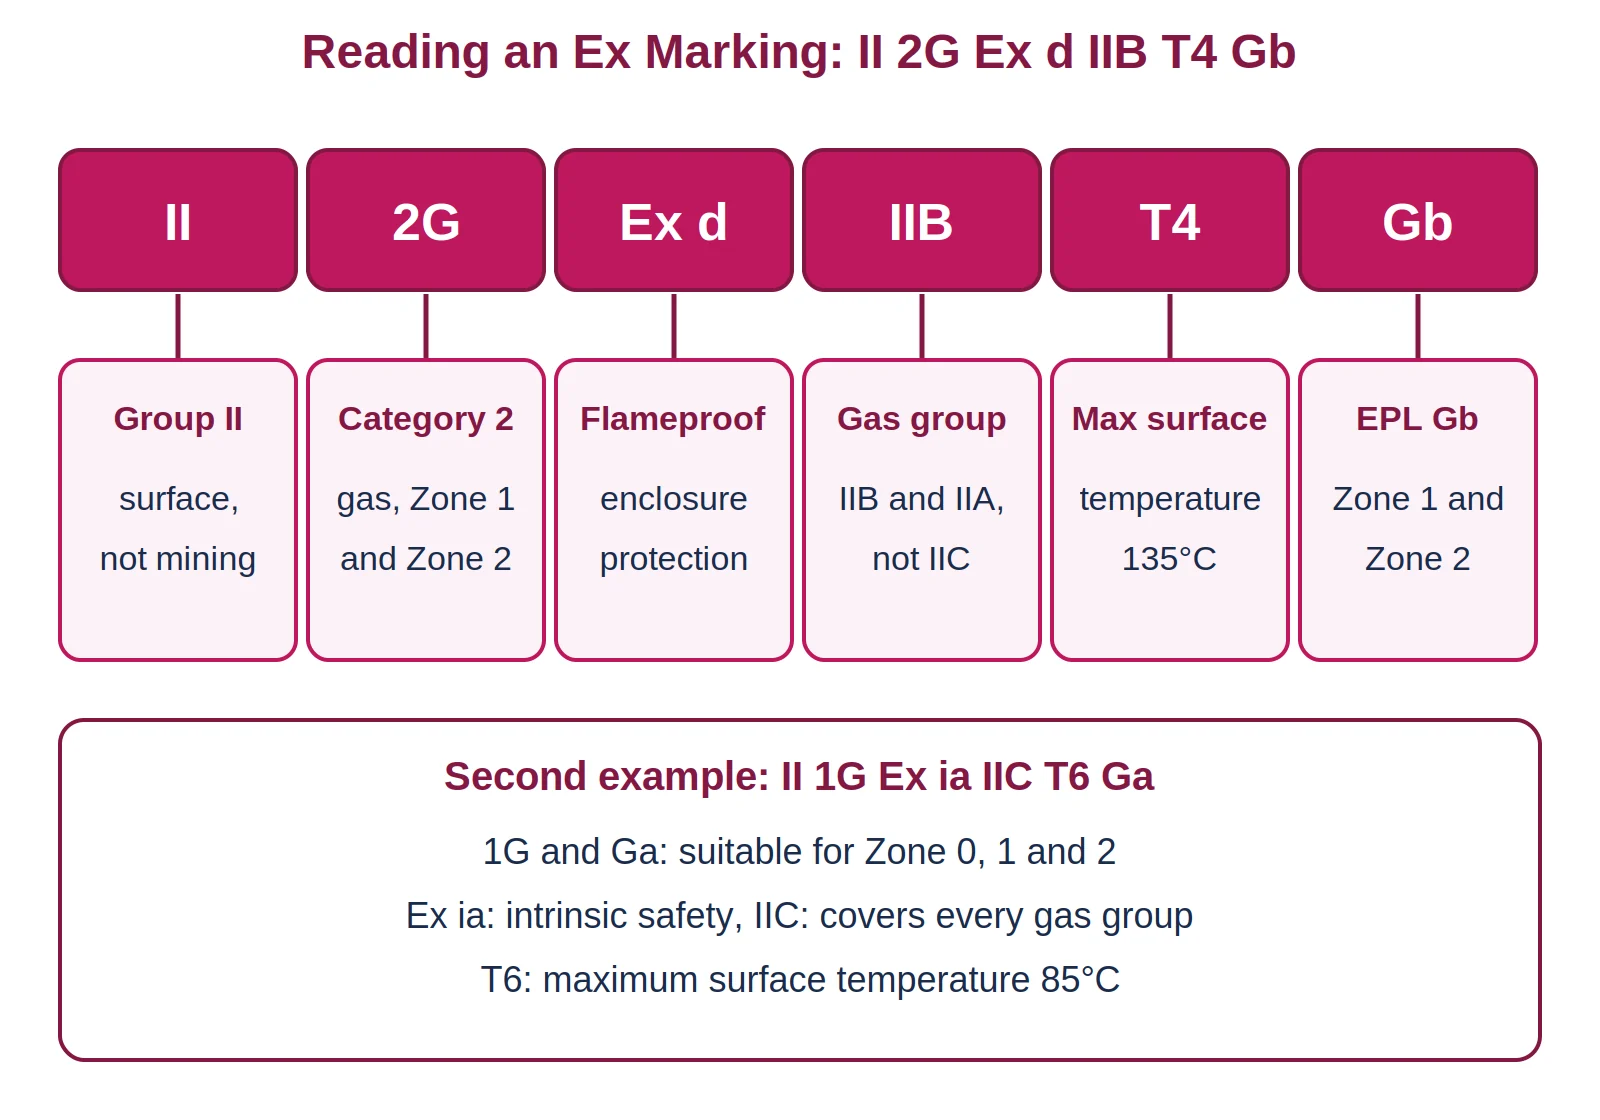 Reading an Ex Marking: II 2G Ex d IIB T4 Gb
II
2G
Ex d
IIB
T4
Gb
Group II
surface,
not mining
Category 2
gas, Zone 1
and Zone 2
Flameproof
enclosure
protection
Gas group
IIB and IIA,
not IIC
Max surface
temperature
135°C
EPL Gb
Zone 1 and
Zone 2
Second example: II 1G Ex ia IIC T6 Ga
1G and Ga: suitable for Zone 0, 1 and 2
Ex ia: intrinsic safety, IIC: covers every gas group
T6: maximum surface temperature 85°C